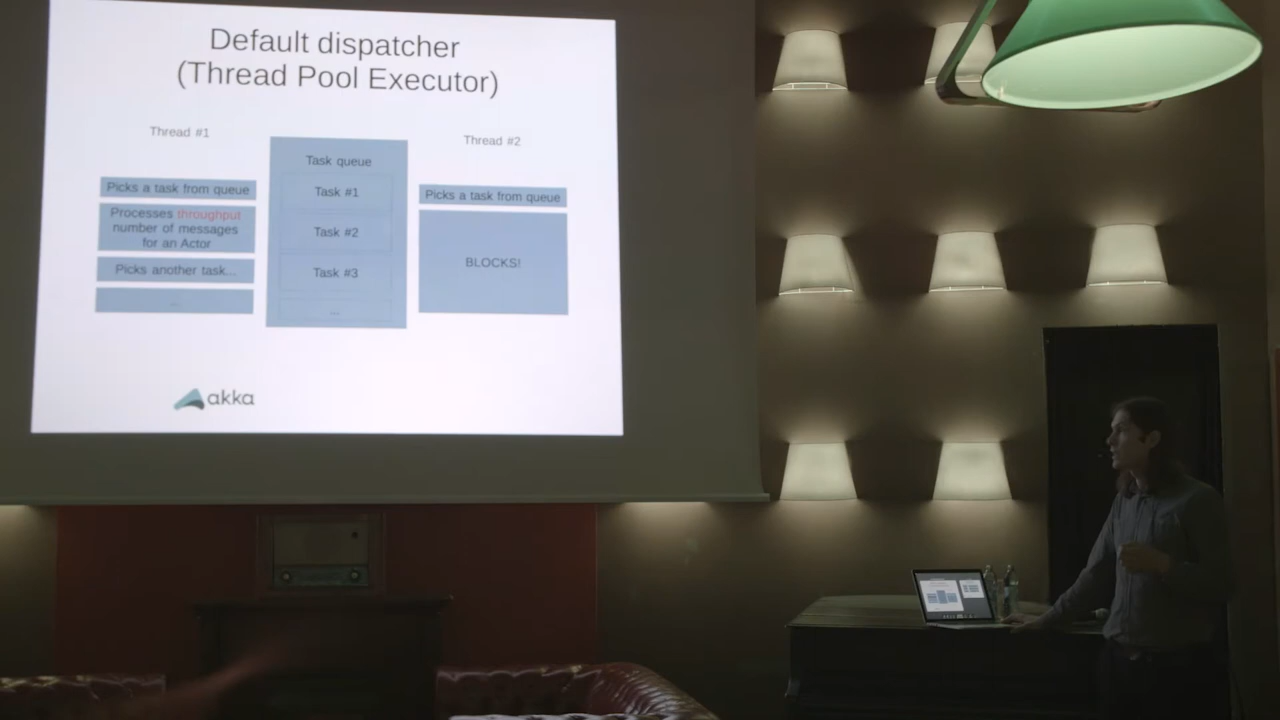 Default dispatcher
(Thread Pool Executor)
Thread #1
Picks a task from queue
Processes throughput
number of messages
for an Actor
Picks another task...
...
Task queue
Task #1
Task #2
Task #3
...
Thread #2
Picks a task from queue
BLOCKS!
akka